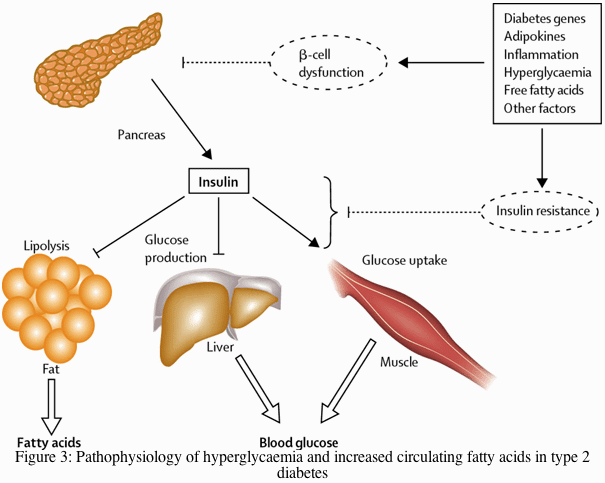 Diabetes genes
Adipokines
Inflammation
Hyperglycaemia
Free fatty acids
Other factors
β-cell
dysfunction
Pancreas
Insulin
Insulin resistance
Lipolysis
Glucose
production
Glucose uptake
Liver
Muscle
Fat
Fatty acids
Blood glucose
Figure 3: Pathophysiology of hyperglycaemia and increased circulating fatty acids in type 2
diabetes